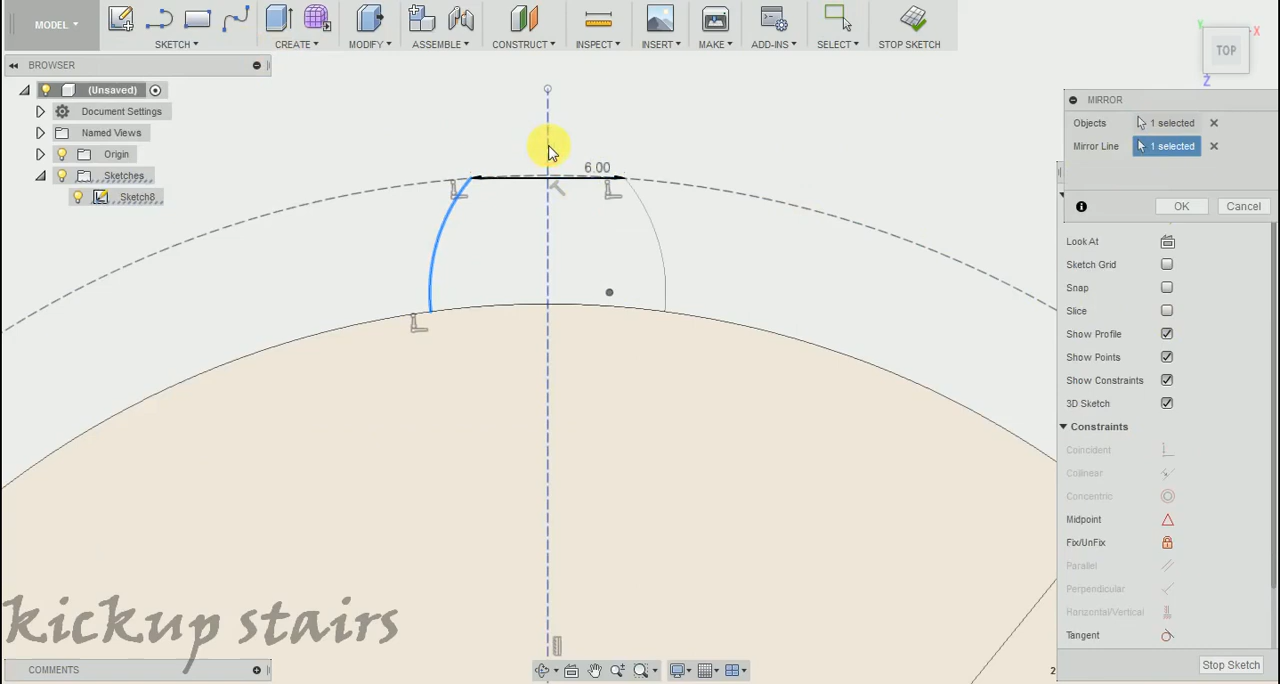 MODEL
SKETCH
CREATE
MODIFY
ASSEMBLE
CONSTRUCT
INSPECT
INSERT
MAKE
ADD-INS
SELECT
STOP SKETCH
Y
X
TOP
Z
BROWSER
(Unsaved)
Document Settings
Named Views
Origin
Sketches
Sketch8
6.00
MIRROR
Objects 1 selected
Mirror Line 1 selected
OK Cancel
Look At
Sketch Grid
Snap
Slice
Show Profile
Show Points
Show Constraints
3D Sketch
Constraints
Coincident
Colinear
Concentric
Midpoint
Fix/UnFix
Parallel
Perpendicular
Horizontal/Vertical
Tangent
Stop Sketch
kickup stairs
COMMENTS
2